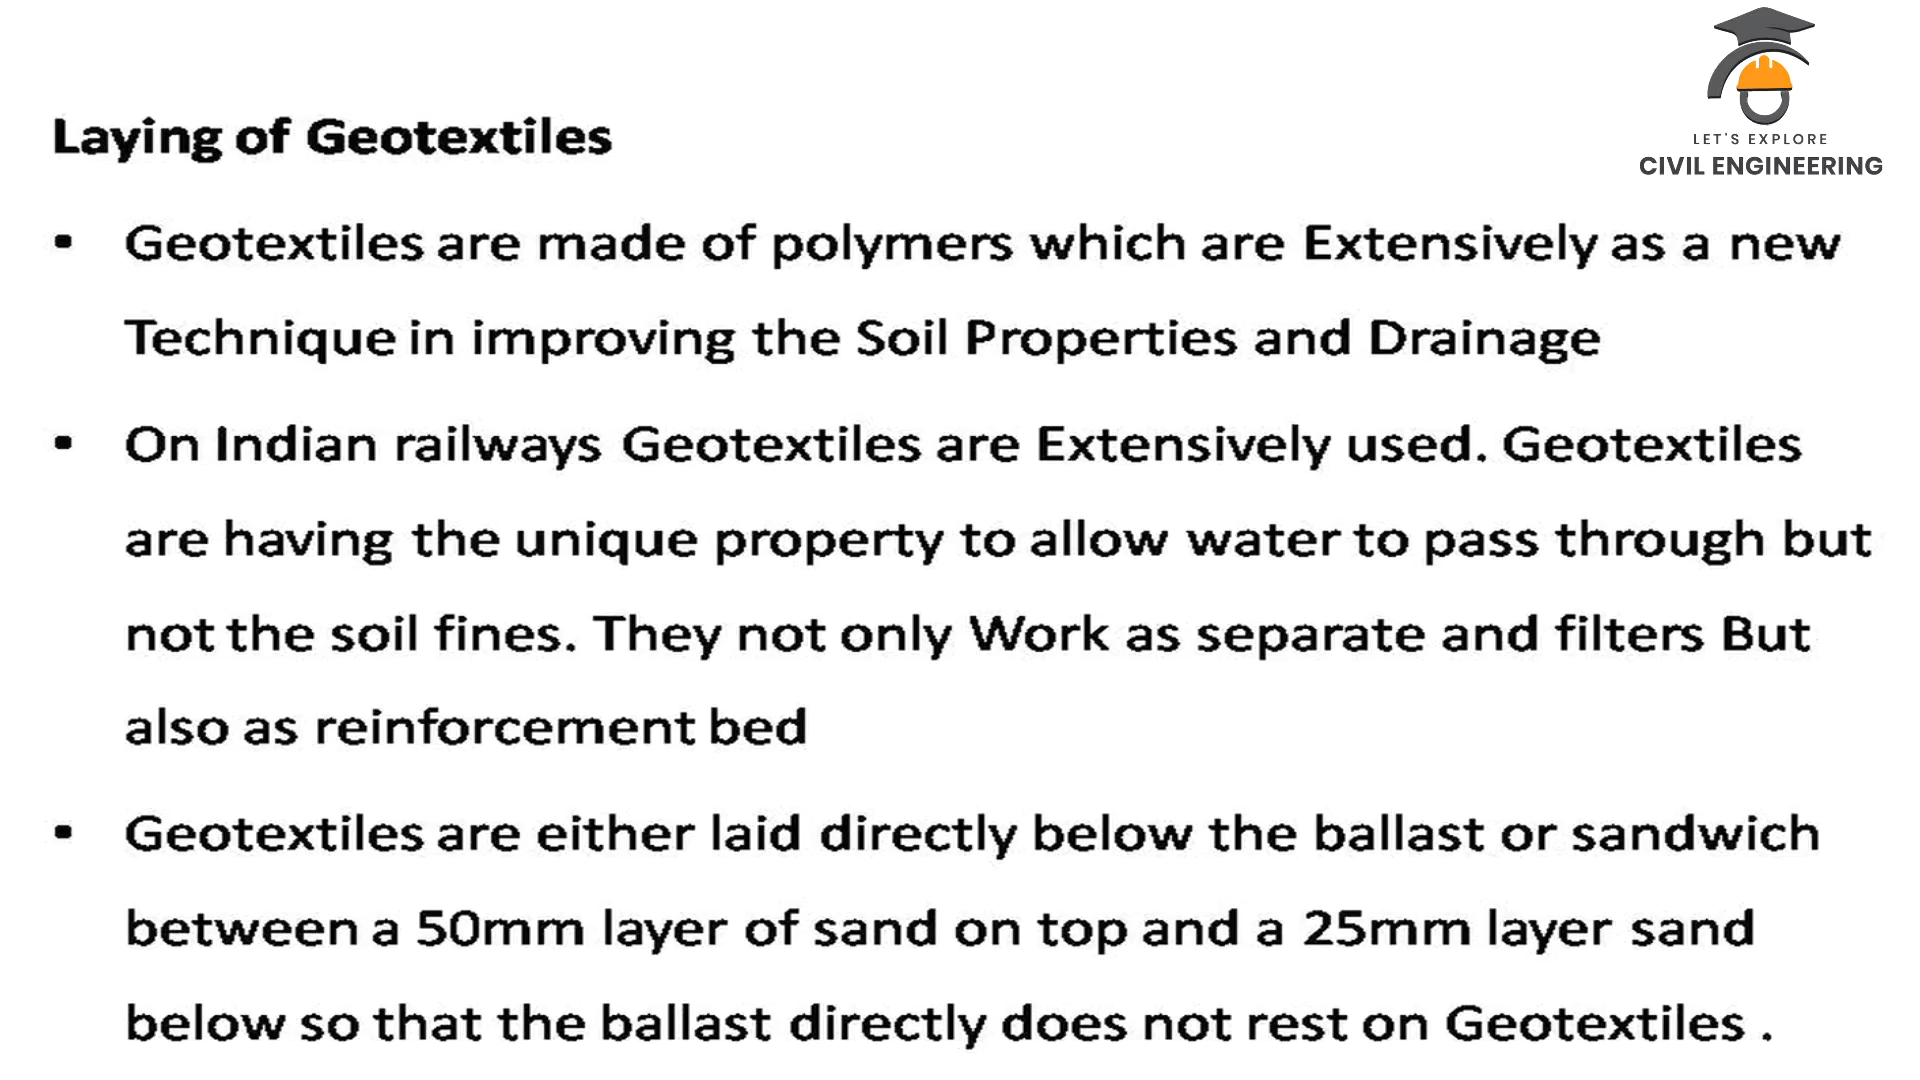 LET'S EXPLORE
CIVIL ENGINEERING
Laying of Geotextiles
▪ Geotextiles are made of polymers which are Extensively as a new
Technique in improving the Soil Properties and Drainage
▪ On Indian railways Geotextiles are Extensively used. Geotextiles
are having the unique property to allow water to pass through but
not the soil fines. They not only Work as separate and filters But
also as reinforcement bed
▪ Geotextiles are either laid directly below the ballast or sandwich
between a 50mm layer of sand on top and a 25mm layer sand
below so that the ballast directly does not rest on Geotextiles .